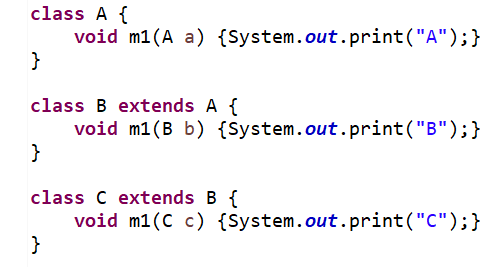 class A {
    void m1(A a) {System.out.print("A");}
}
class B extends A {
    void m1(B b) {System.out.print("B");}
}
class C extends B {
    void m1(C c) {System.out.print("C");}
}